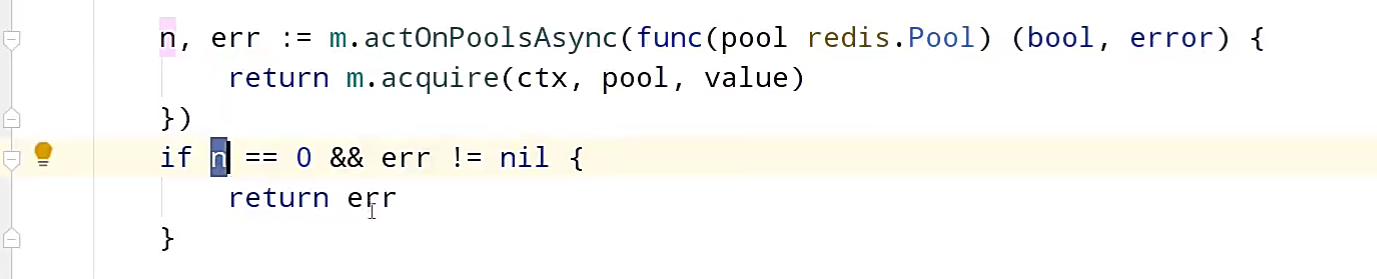 n, err := m.actOnPoolsAsync(func(pool redis.Pool) (bool, error) {
    return m.acquire(ctx, pool, value)
})
if n == 0 && err != nil {
    return err
}